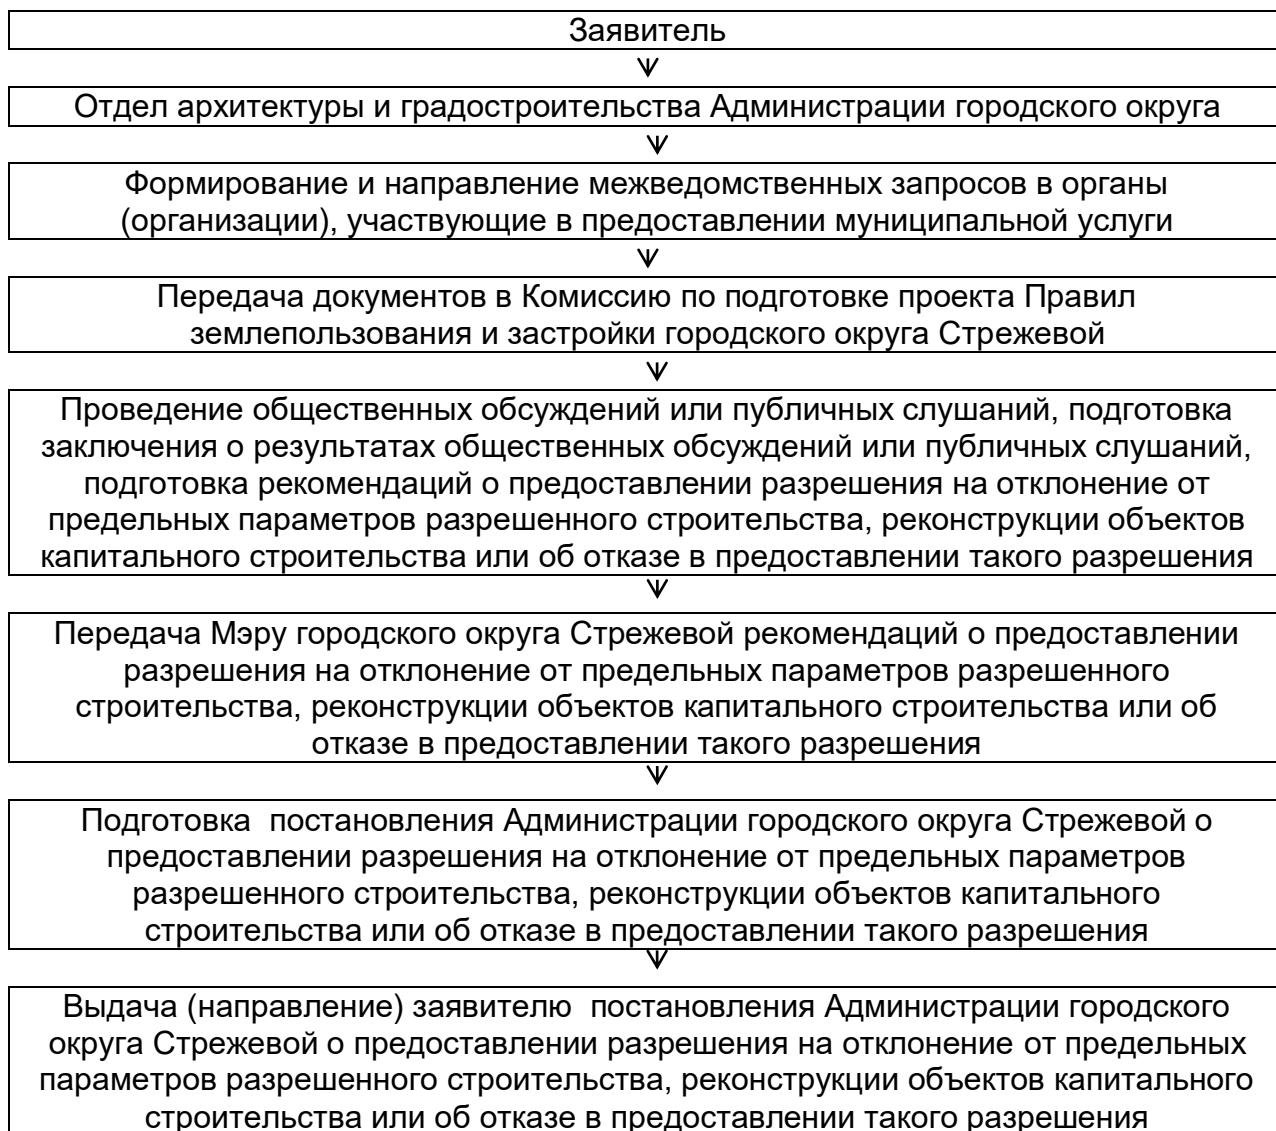 Заявитель
Отдел архитектуры и градостроительства Администрации городского округа
Формирование и направление межведомственных запросов в органы
(организации), участвующие в предоставлении муниципальной услуги
Передача документов в Комиссию по подготовке проекта Правил
землепользования и застройки городского округа Стрежевой
Проведение общественных обсуждений или публичных слушаний, подготовка
заключения о результатах общественных обсуждений или публичных слушаний,
подготовка рекомендаций о предоставлении разрешения на отклонение от
предельных параметров разрешенного строительства, реконструкции объектов
капитального строительства или об отказе в предоставлении такого разрешения
Передача Мэру городского округа Стрежевой рекомендаций о предоставлении
разрешения на отклонение от предельных параметров разрешенного
строительства, реконструкции объектов капитального строительства или об
отказе в предоставлении такого разрешения
Подготовка  постановления Администрации городского округа Стрежевой о
предоставлении разрешения на отклонение от предельных параметров
разрешенного строительства, реконструкции объектов капитального
строительства или об отказе в предоставлении такого разрешения
Выдача (направление) заявителю  постановления Администрации городского
округа Стрежевой о предоставлении разрешения на отклонение от предельных
параметров разрешенного строительства, реконструкции объектов капитального
строительства или об отказе в предоставлении такого разрешения